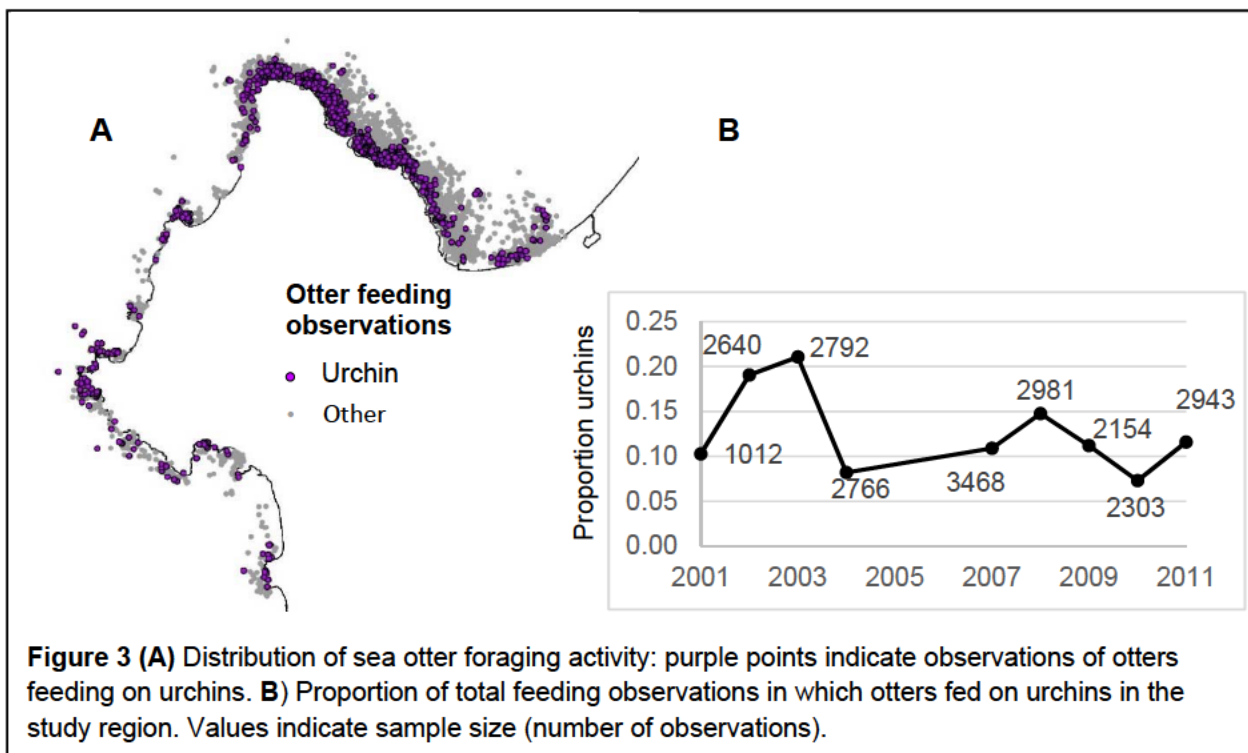 A
B
Otter feeding
observations
Urchin
Other
Proportion urchins
0.25
0.20
0.15
0.10
0.05
0.00
2640
2792
1012
2766
3468
2981
2154
2303
2943
2001
2003
2005
2007
2009
2011
Figure 3 (A) Distribution of sea otter foraging activity: purple points indicate observations of otters
feeding on urchins. B) Proportion of total feeding observations in which otters fed on urchins in the
study region. Values indicate sample size (number of observations).